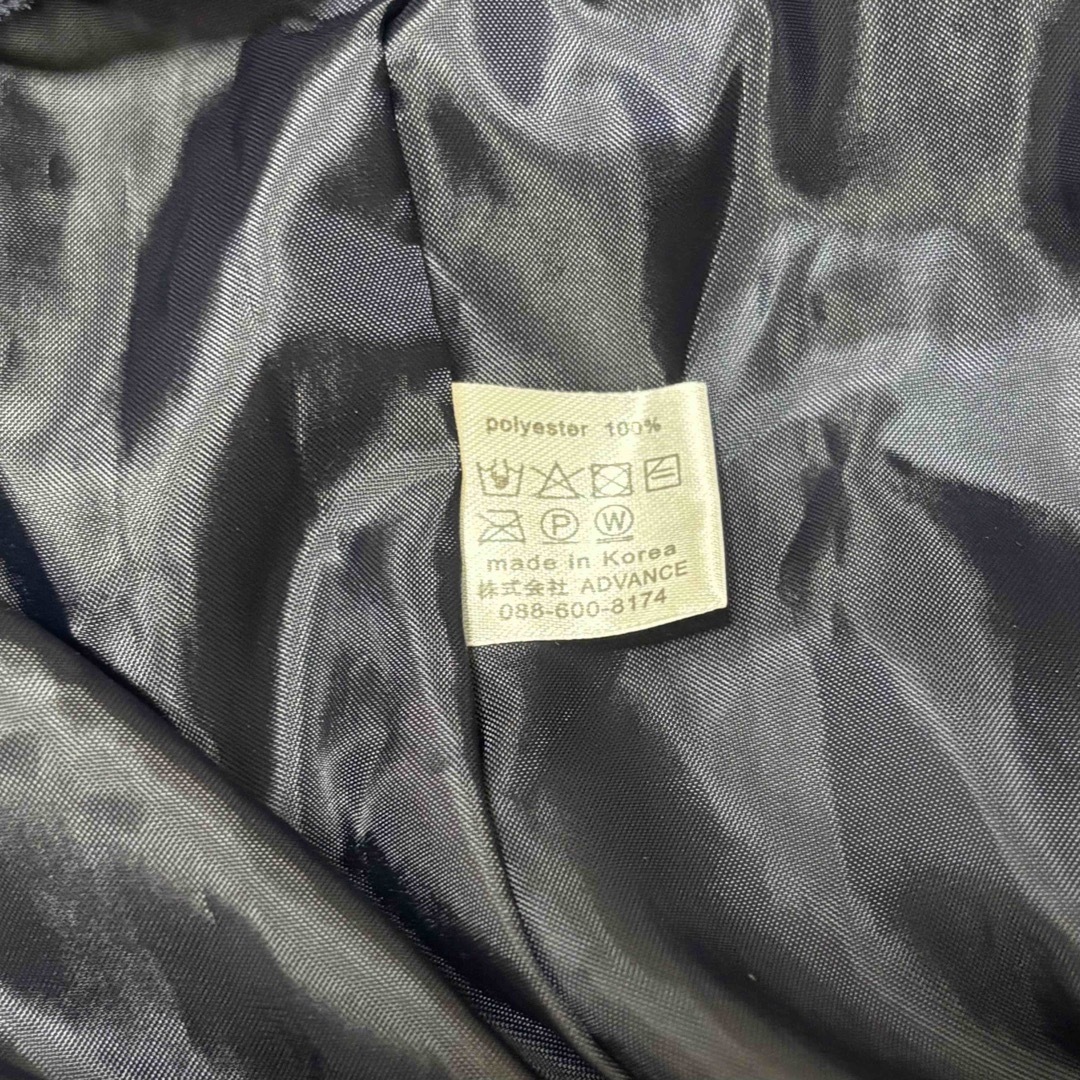 polyester 100%
P W
made in Korea
株式会社 ADVANCE
088-600-8174